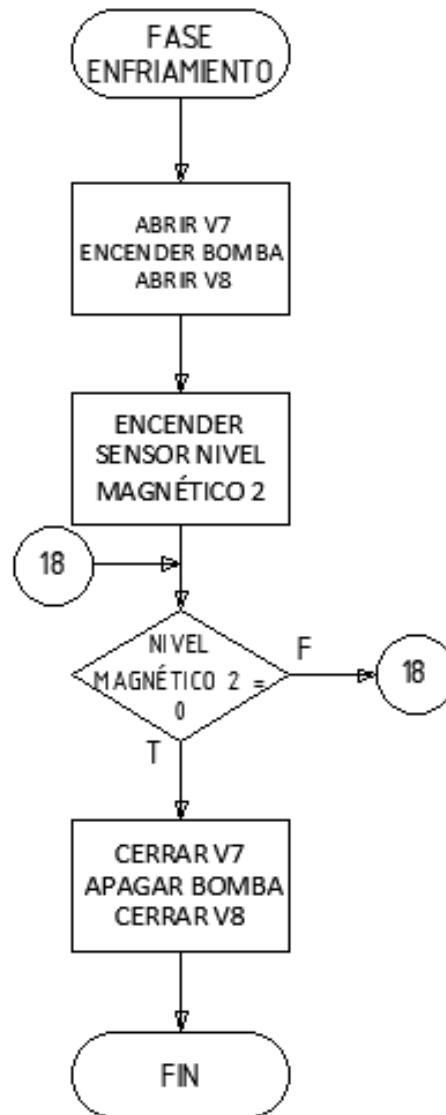 FASE
ENFRIAMIENTO
ABRIR V7
ENCENDER BOMBA
ABRIR V8
ENCENDER
SENSOR NIVEL
MAGNÉTICO 2
18
NIVEL
MAGNÉTICO 2 =
0
F
18
T
CERRAR V7
APAGAR BOMBA
CERRAR V8
FIN